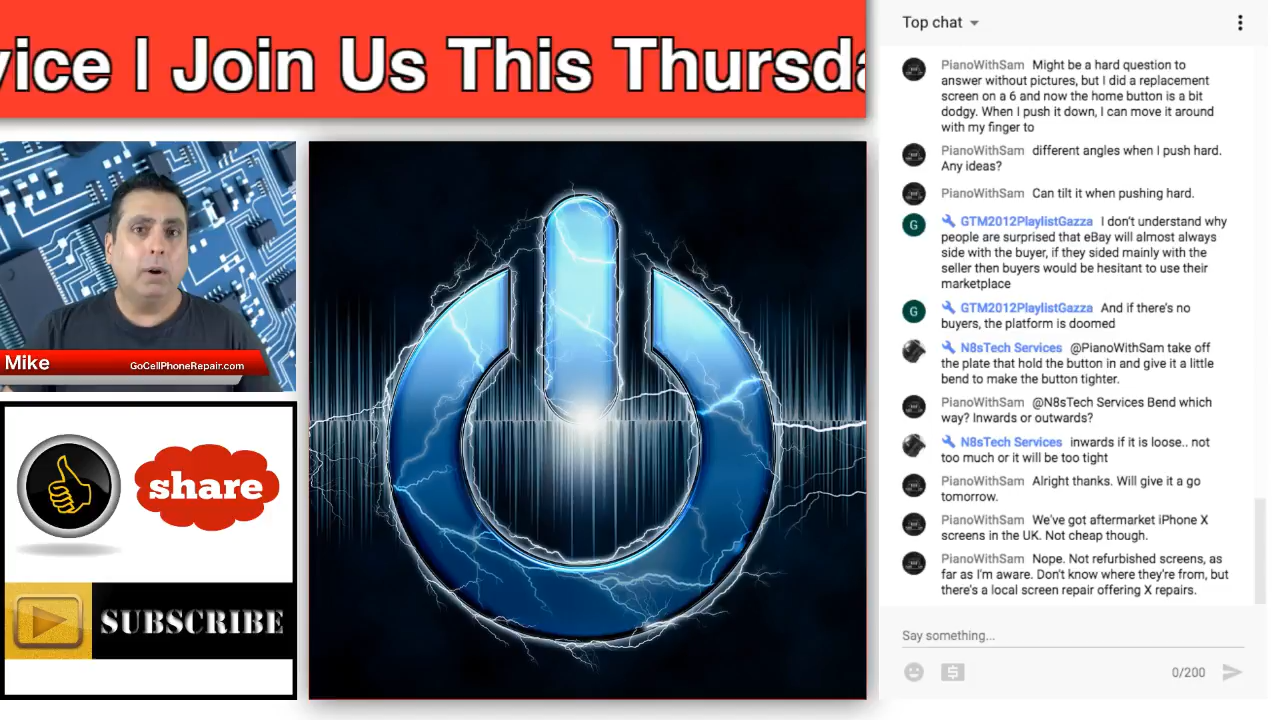 vice | Join Us This Thursda
Mike
GoCellPhoneRepair.com
share
SUBSCRIBE
Top chat
PianoWithSam Might be a hard question to
answer without pictures, but I did a replacement
screen on a 6 and now the home button is a bit
dodgy. When I push it down, I can move it around
with my finger to
PianoWithSam different angles when I push hard.
Any ideas?
PianoWithSam Can tilt it when pushing hard.
G GTM2012PlaylistGazza I don't understand why
people are surprised that eBay will almost always
side with the buyer, if they sided mainly with the
seller then buyers would be hesitant to use their
marketplace
G GTM2012PlaylistGazza And if there's no
buyers, the platform is doomed
N8sTech Services @PianoWithSam take off
the plate that hold the button in and give it a little
bend to make the button tighter.
PianoWithSam @N8sTech Services Bend which
way? Inwards or outwards?
N8sTech Services inwards if it is loose.. not
too much or it will be too tight
PianoWithSam Alright thanks. Will give it a go
tomorrow.
PianoWithSam We've got aftermarket iPhone X
screens in the UK. Not cheap though.
PianoWithSam Nope. Not refurbished screens, as
far as I'm aware. Don't know where they're from, but
there's a local screen repair offering X repairs.
Say something...
0/200